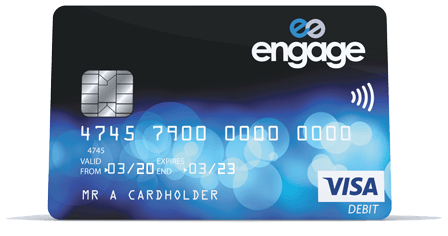 engage
4745 7900 0000 0000
4745
VALID FROM 03/20 EXPIRES END 03/23
MR A CARDHOLDER
VISA
DEBIT